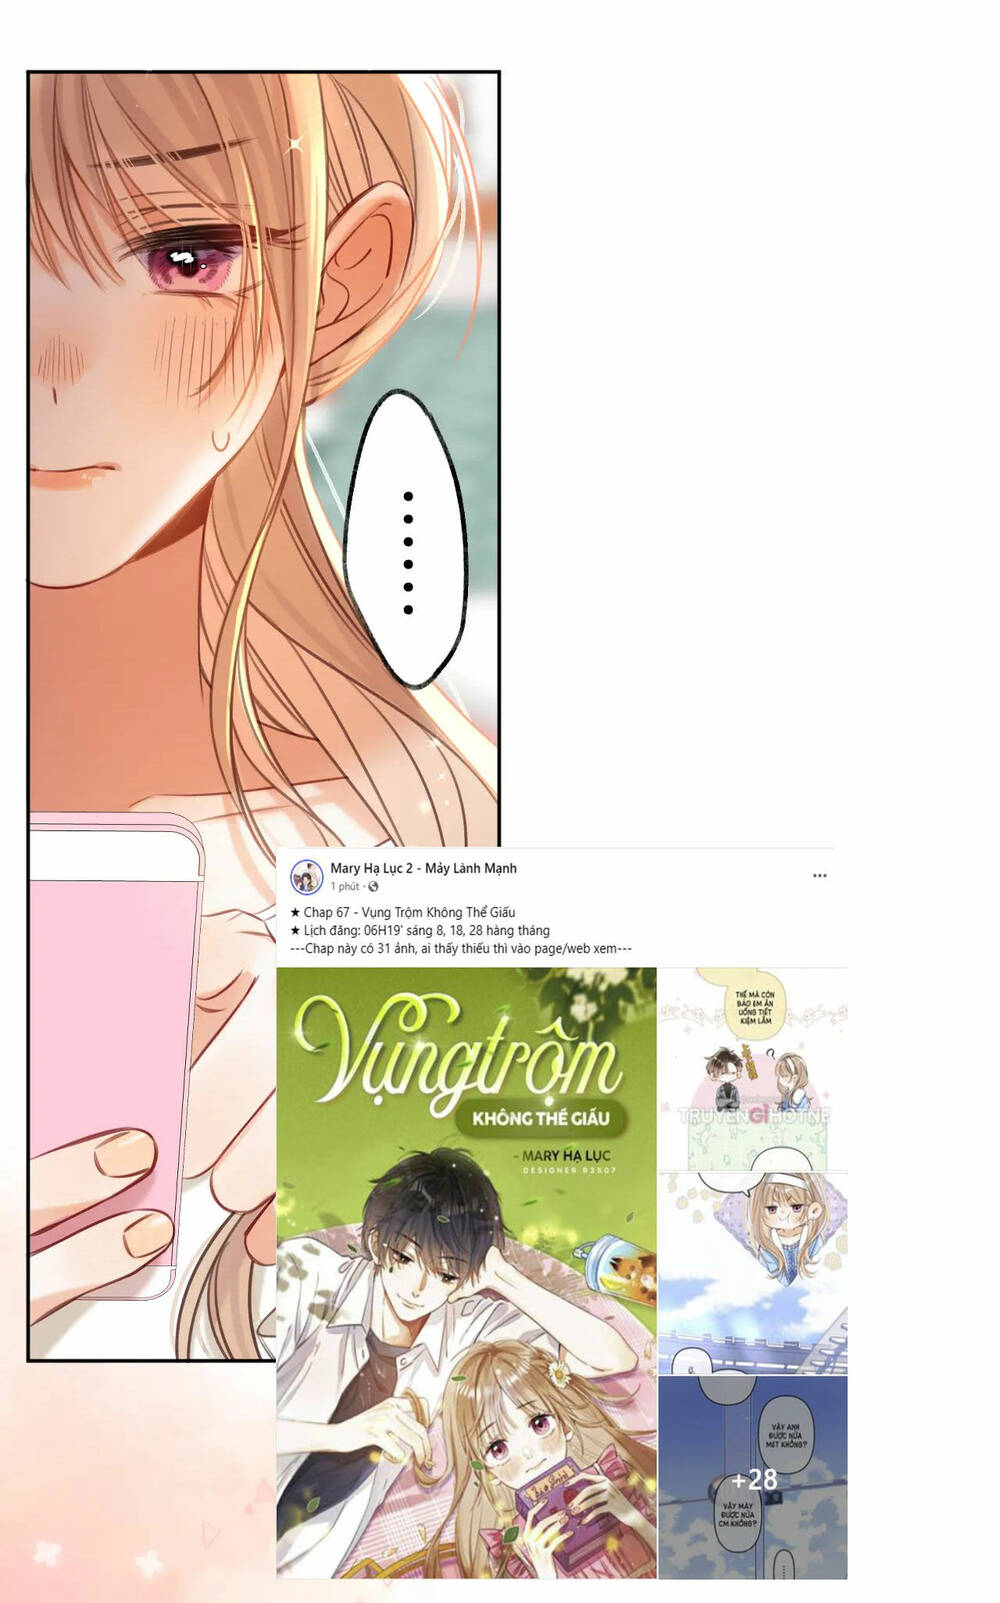 Mary Hạ Lục 2 - Mảy Lành Mạnh
1 phút ·
★ Chap 67 - Vụng Trộm Không Thể Giấu
★ Lịch đăng: 06H19' sáng 8, 18, 28 hàng tháng
---Chap này có 31 ảnh, ai thấy thiếu thì vào page/web xem---
Vụng trộm
KHÔNG THỂ GIẤU
- MARY HẠ LỤC
DESIGNER R3507
THẾ MÀ CÒN
BẢO EM ĂN
UỐNG TIẾT
KIỆM LẮM
?
TRUYENGIHOTNE
VẬY ANH
ĐƯỢC NỬA
MÉT KHÔNG?
+28
VẬY MÀY
ĐƯỢC NỬA
CM KHÔNG?